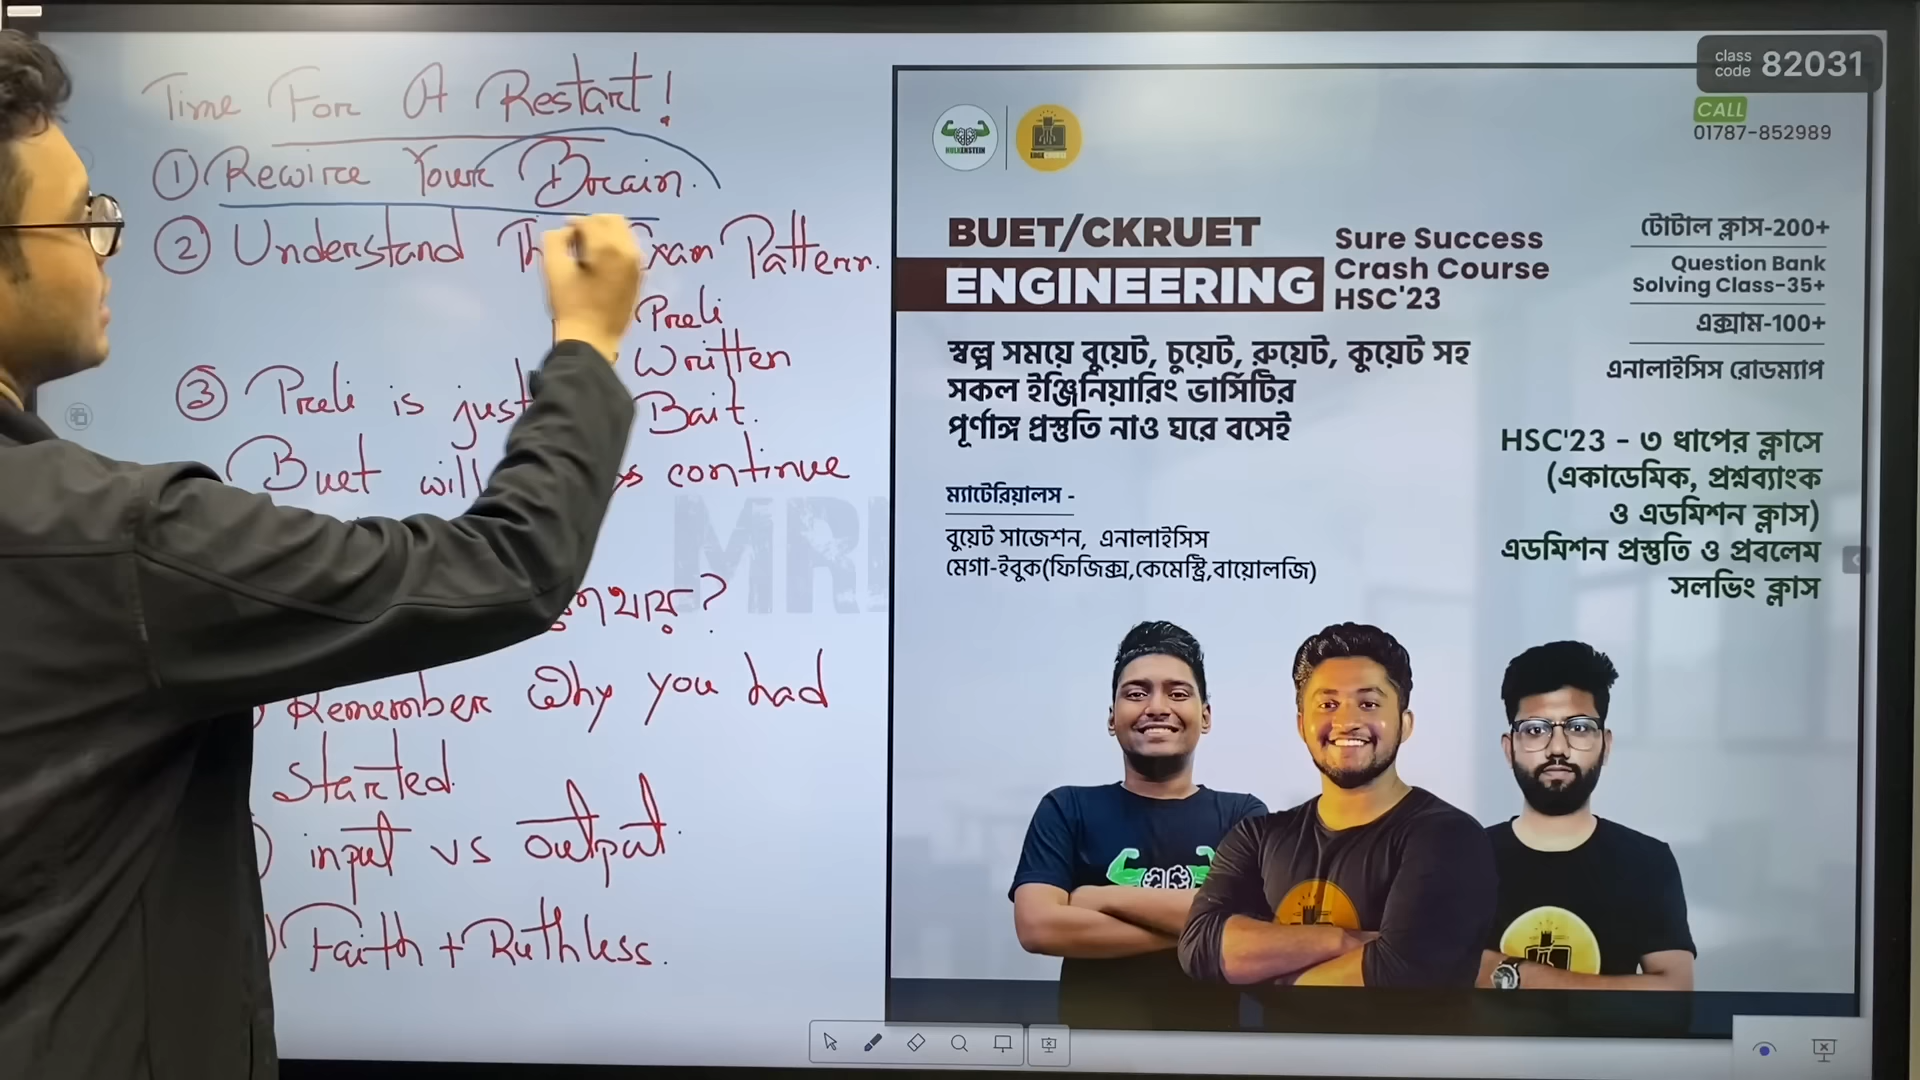 Time For A Restart!
① Rewire Your Brain.
② Understand Exam Pattern.
Preli
Written
③ Preli is just Bait.
Buet will continue
?
Remember Why you had
Started.
input vs output.
Faith + Ruthless.
MRI
class code 82031
CALL
01787-852989
HULKENSTEIN
EDGECOURSE
BUET/CKRUET
ENGINEERING
Sure Success
Crash Course
HSC'23
টোটাল ক্লাস-200+
Question Bank
Solving Class-35+
এক্সাম-100+
এনালাইসিস রোডম্যাপ
স্বল্প সময়ে বুয়েট, চুয়েট, রুয়েট, কুয়েট সহ
সকল ইঞ্জিনিয়ারিং ভার্সিটির
পূর্ণাঙ্গ প্রস্তুতি নাও ঘরে বসেই
HSC'23 - ৩ ধাপের ক্লাসে
(একাডেমিক, প্রশ্নব্যাংক
ও এডমিশন ক্লাস)
এডমিশন প্রস্তুতি ও প্রবলেম
সলভিং ক্লাস
ম্যাটেরিয়ালস -
বুয়েট সাজেশন, এনালাইসিস
মেগা-ইবুক(ফিজিক্স,কেমেস্ট্রি,বায়োলজি)